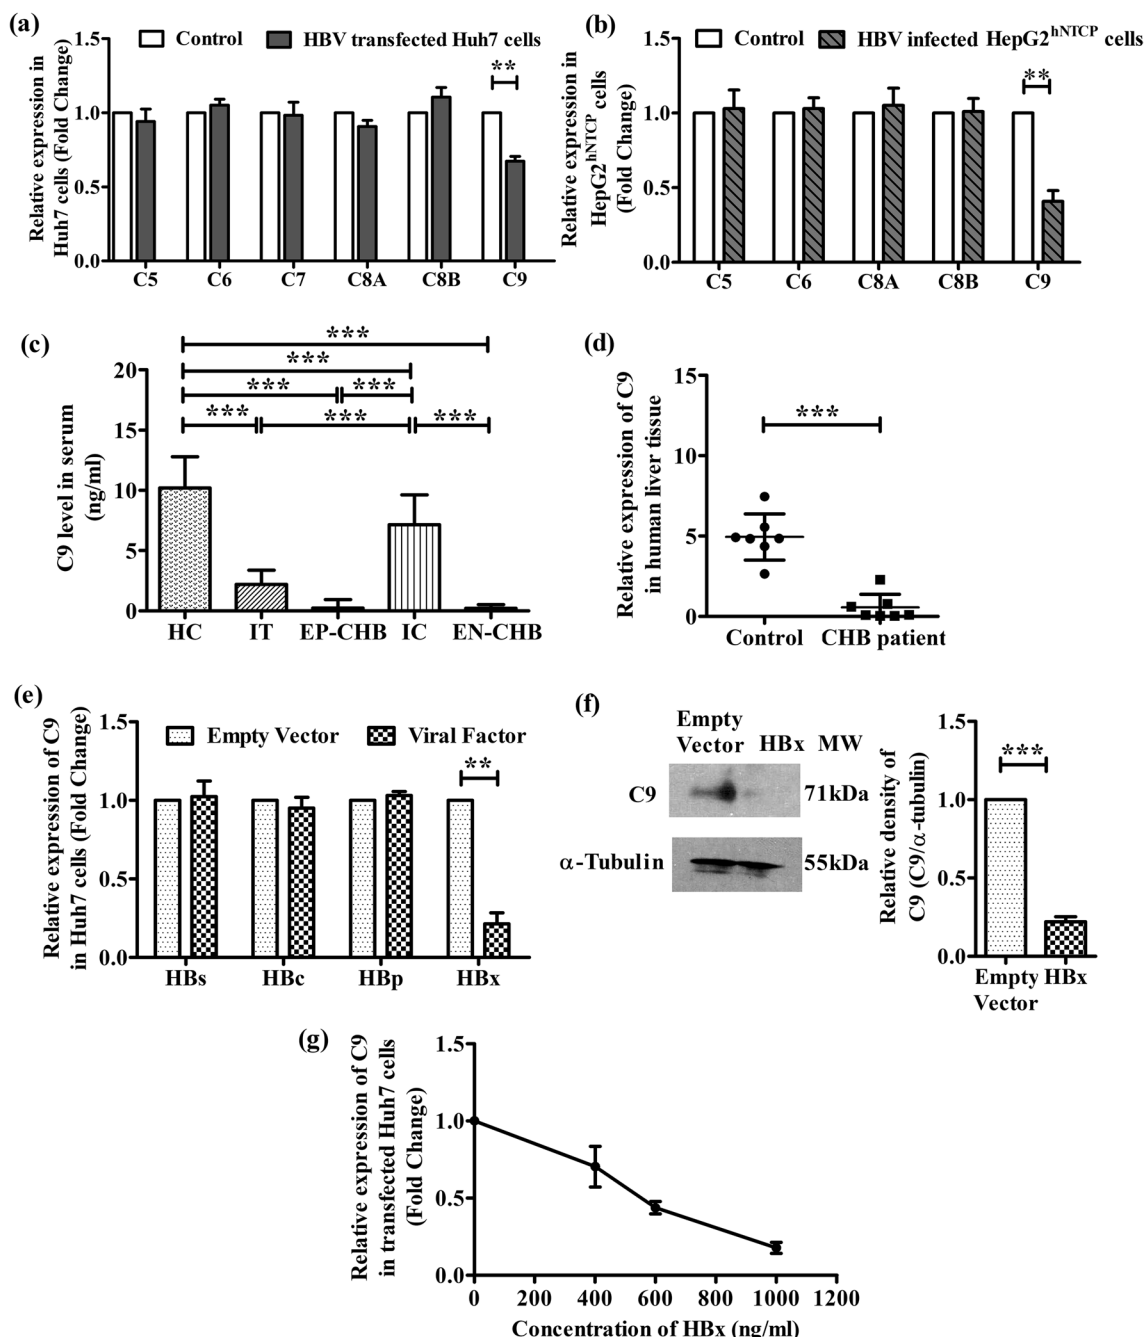 (a)
Relative expression in
Huh7 cells (Fold Change)
Control
HBV transfected Huh7 cells
1.5
1.0
0.5
0.0
**
C5 C6 C7 C8A C8B C9
(b)
Relative expression in
HepG2hNTCP cells
(Fold Change)
Control
HBV infected HepG2hNTCP cells
1.5
1.0
0.5
0.0
**
C5 C6 C8A C8B C9
(c)
C9 level in serum
(ng/ml)
20
15
10
5
0
***
***
*** ***
*** *** ***
HC IT EP-CHB IC EN-CHB
(d)
Relative expression of C9
in human liver tissue
15
10
5
0
***
Control CHB patient
(e)
Relative expression of C9
in Huh7 cells (Fold Change)
Empty Vector
Viral Factor
1.5
1.0
0.5
0.0
**
HBs HBc HBp HBx
(f)
Empty
Vector HBx MW
C9 71kDa
α-Tubulin 55kDa
Relative density of
C9 (C9/α-tubulin)
1.5
1.0
0.5
0.0
***
Empty HBx
Vector
(g)
Relative expression of C9
in transfected Huh7 cells
(Fold Change)
1.5
1.0
0.5
0.0
0 200 400 600 800 1000 1200
Concentration of HBx (ng/ml)